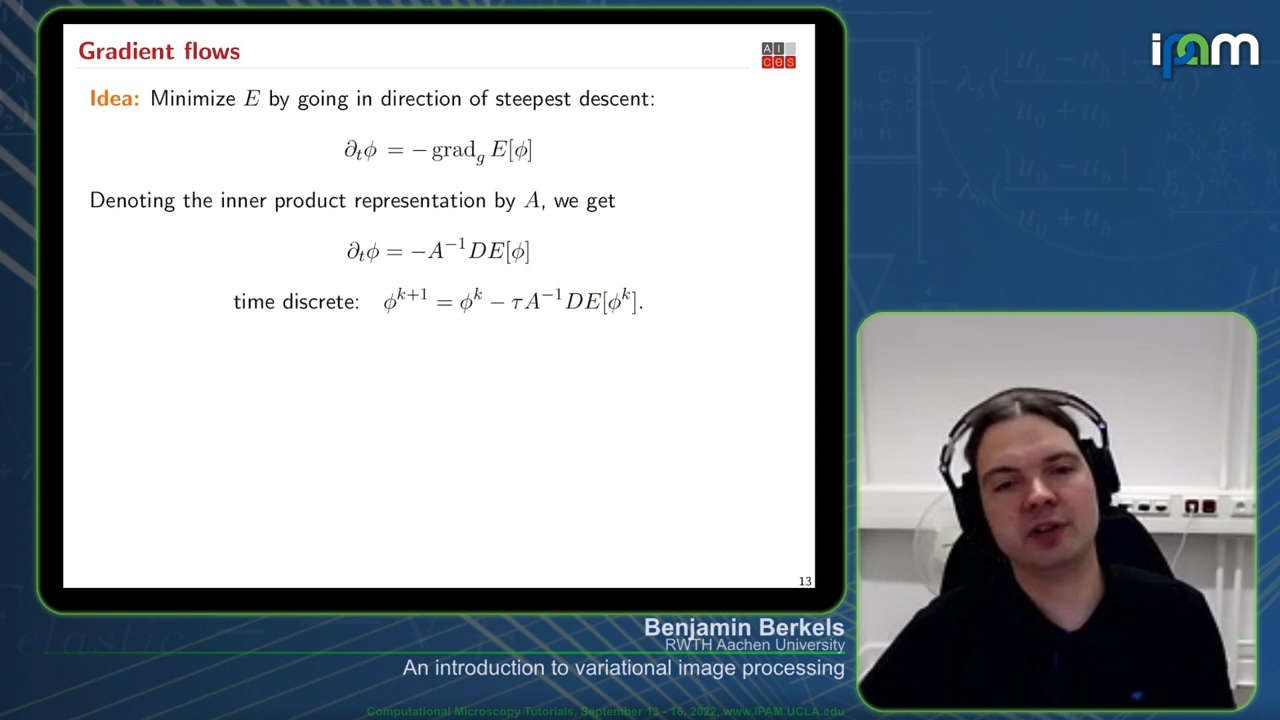 Gradient flows
AICES
Idea: Minimize E by going in direction of steepest descent:
∂ₜϕ = − grad_g E[ϕ]
Denoting the inner product representation by A, we get
∂ₜϕ = −A⁻¹DE[ϕ]
time discrete: ϕᵏ⁺¹ = ϕᵏ − τA⁻¹DE[ϕᵏ].
13
ipam
Benjamin Berkels
RWTH Aachen University
An introduction to variational image processing
Computational Microscopy Tutorials, September 13 - 16, 2022, www.IPAM.UCLA.edu